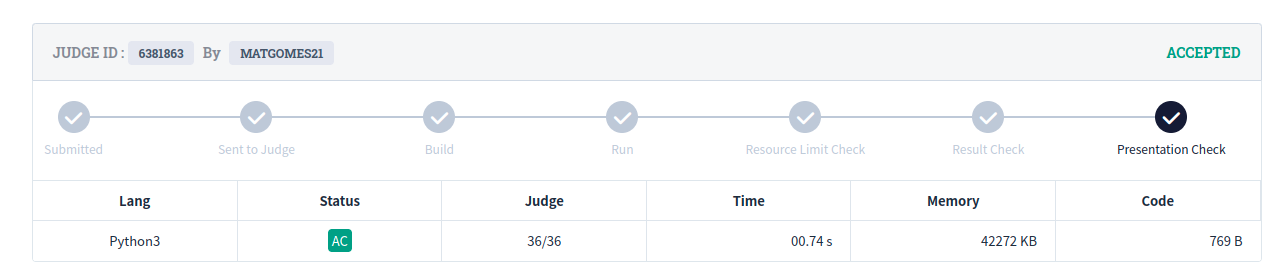 JUDGE ID : 6381863 By MATGOMES21 ACCEPTED
Submitted Sent to Judge Build Run Resource Limit Check Result Check Presentation Check
Lang Status Judge Time Memory Code
Python3 AC 36/36 00.74 s 42272 KB 769 B